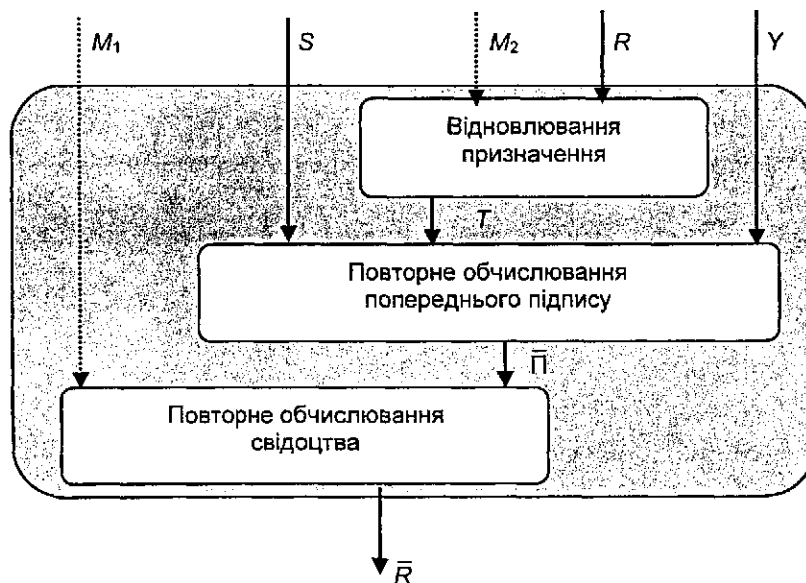 M₁ S M₂ R Y
Відновлювання
призначення
T
Повторне обчислювання
попереднього підпису
П̅
Повторне обчислювання
свідоцтва
R̅